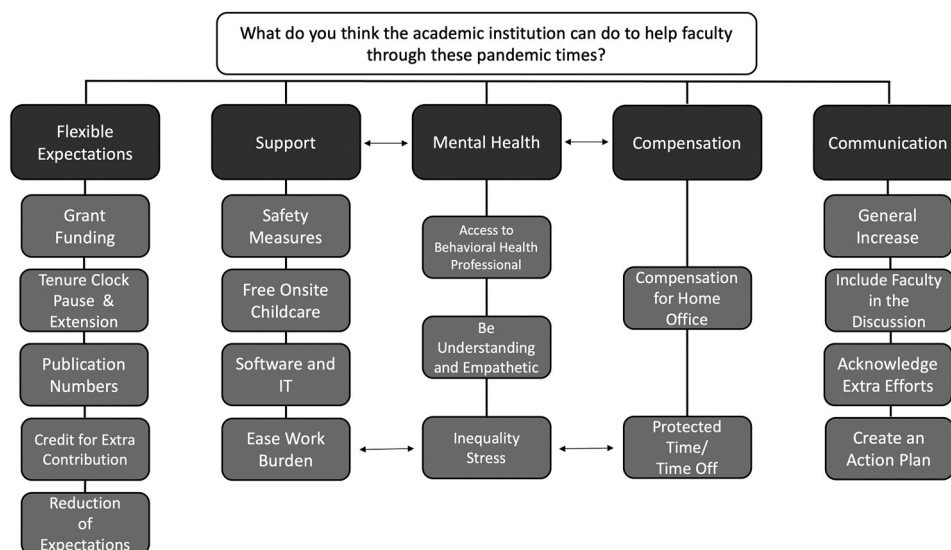 What do you think the academic institution can do to help faculty
through these pandemic times?
Flexible
Expectations
Grant
Funding
Tenure Clock
Pause &
Extension
Publication
Numbers
Credit for Extra
Contribution
Reduction
of
Expectations
Support
Safety
Measures
Free Onsite
Childcare
Software and
IT
Ease Work
Burden
Mental Health
Access to
Behavioral Health
Professional
Be
Understanding
and Empathetic
Inequality
Stress
Compensation
Compensation
for Home
Office
Protected
Time/
Time Off
Communication
General
Increase
Include Faculty
in the
Discussion
Acknowledge
Extra Efforts
Create an
Action Plan